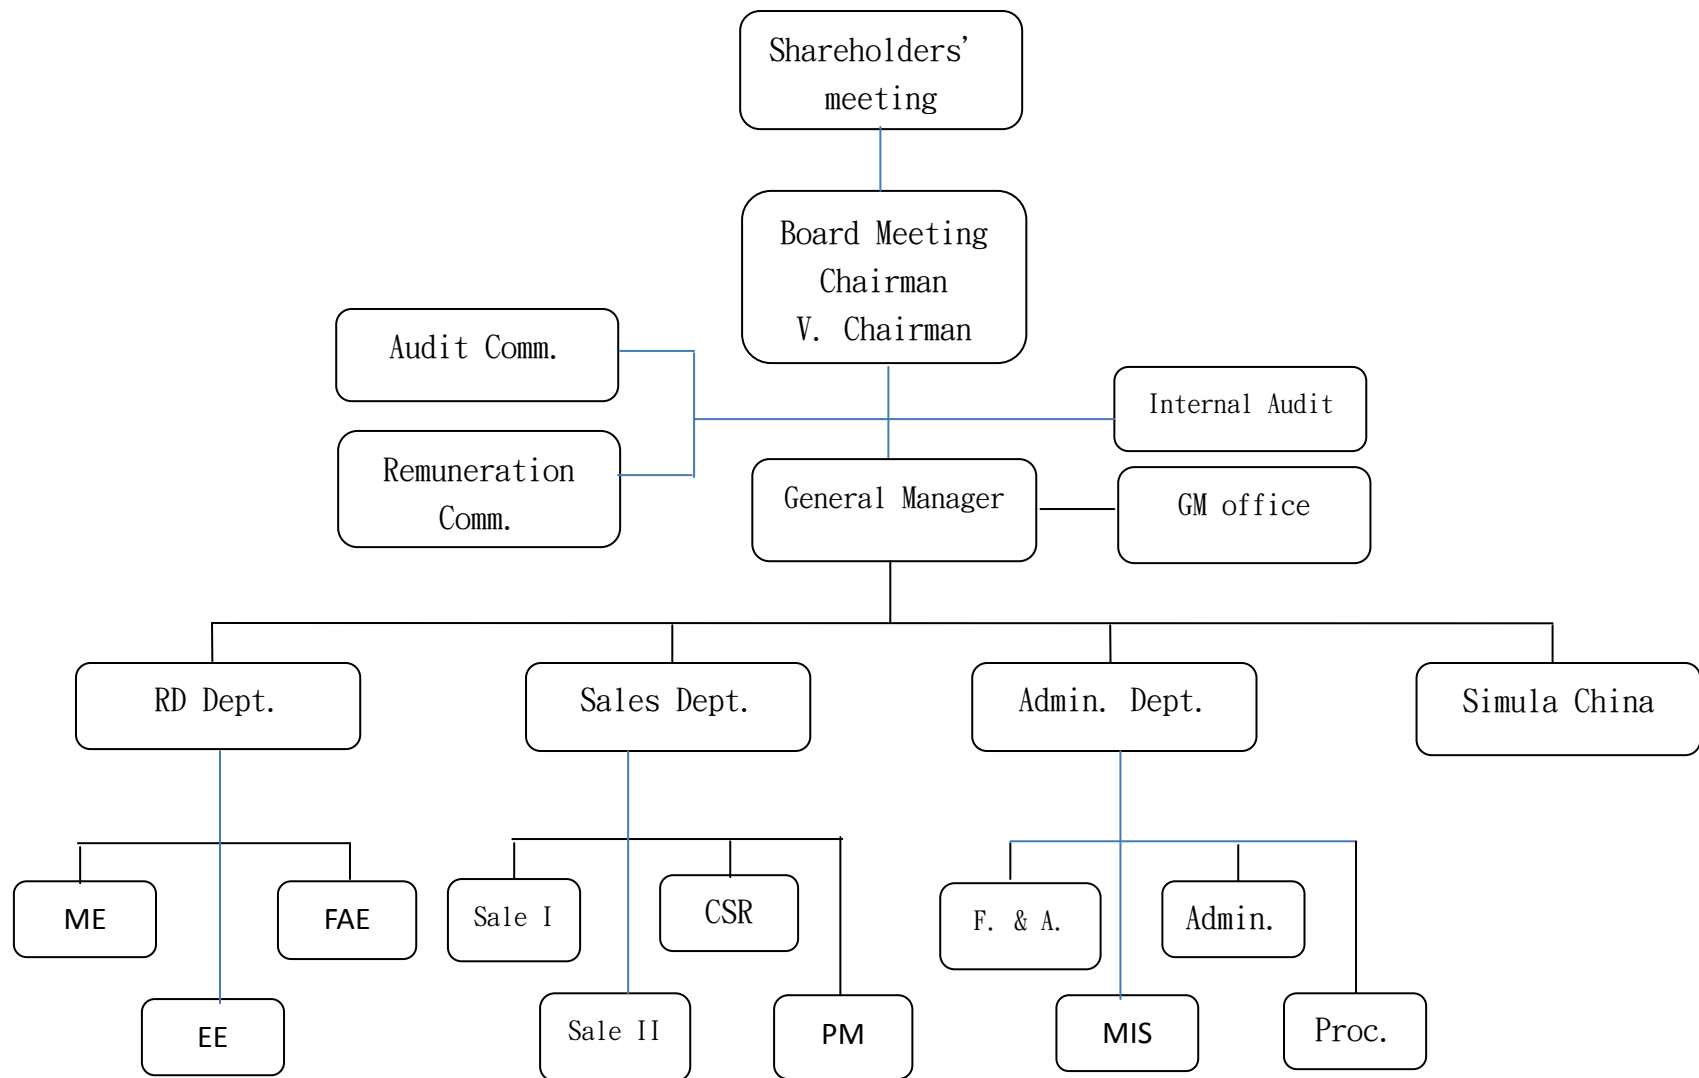 Shareholders’
meeting
Board Meeting
Chairman
V. Chairman
Audit Comm.
Internal Audit
Remuneration
Comm.
General Manager
GM office
RD Dept.
Sales Dept.
Admin. Dept.
Simula China
ME
FAE
Sale I
CSR
F. & A.
Admin.
EE
Sale II
PM
MIS
Proc.